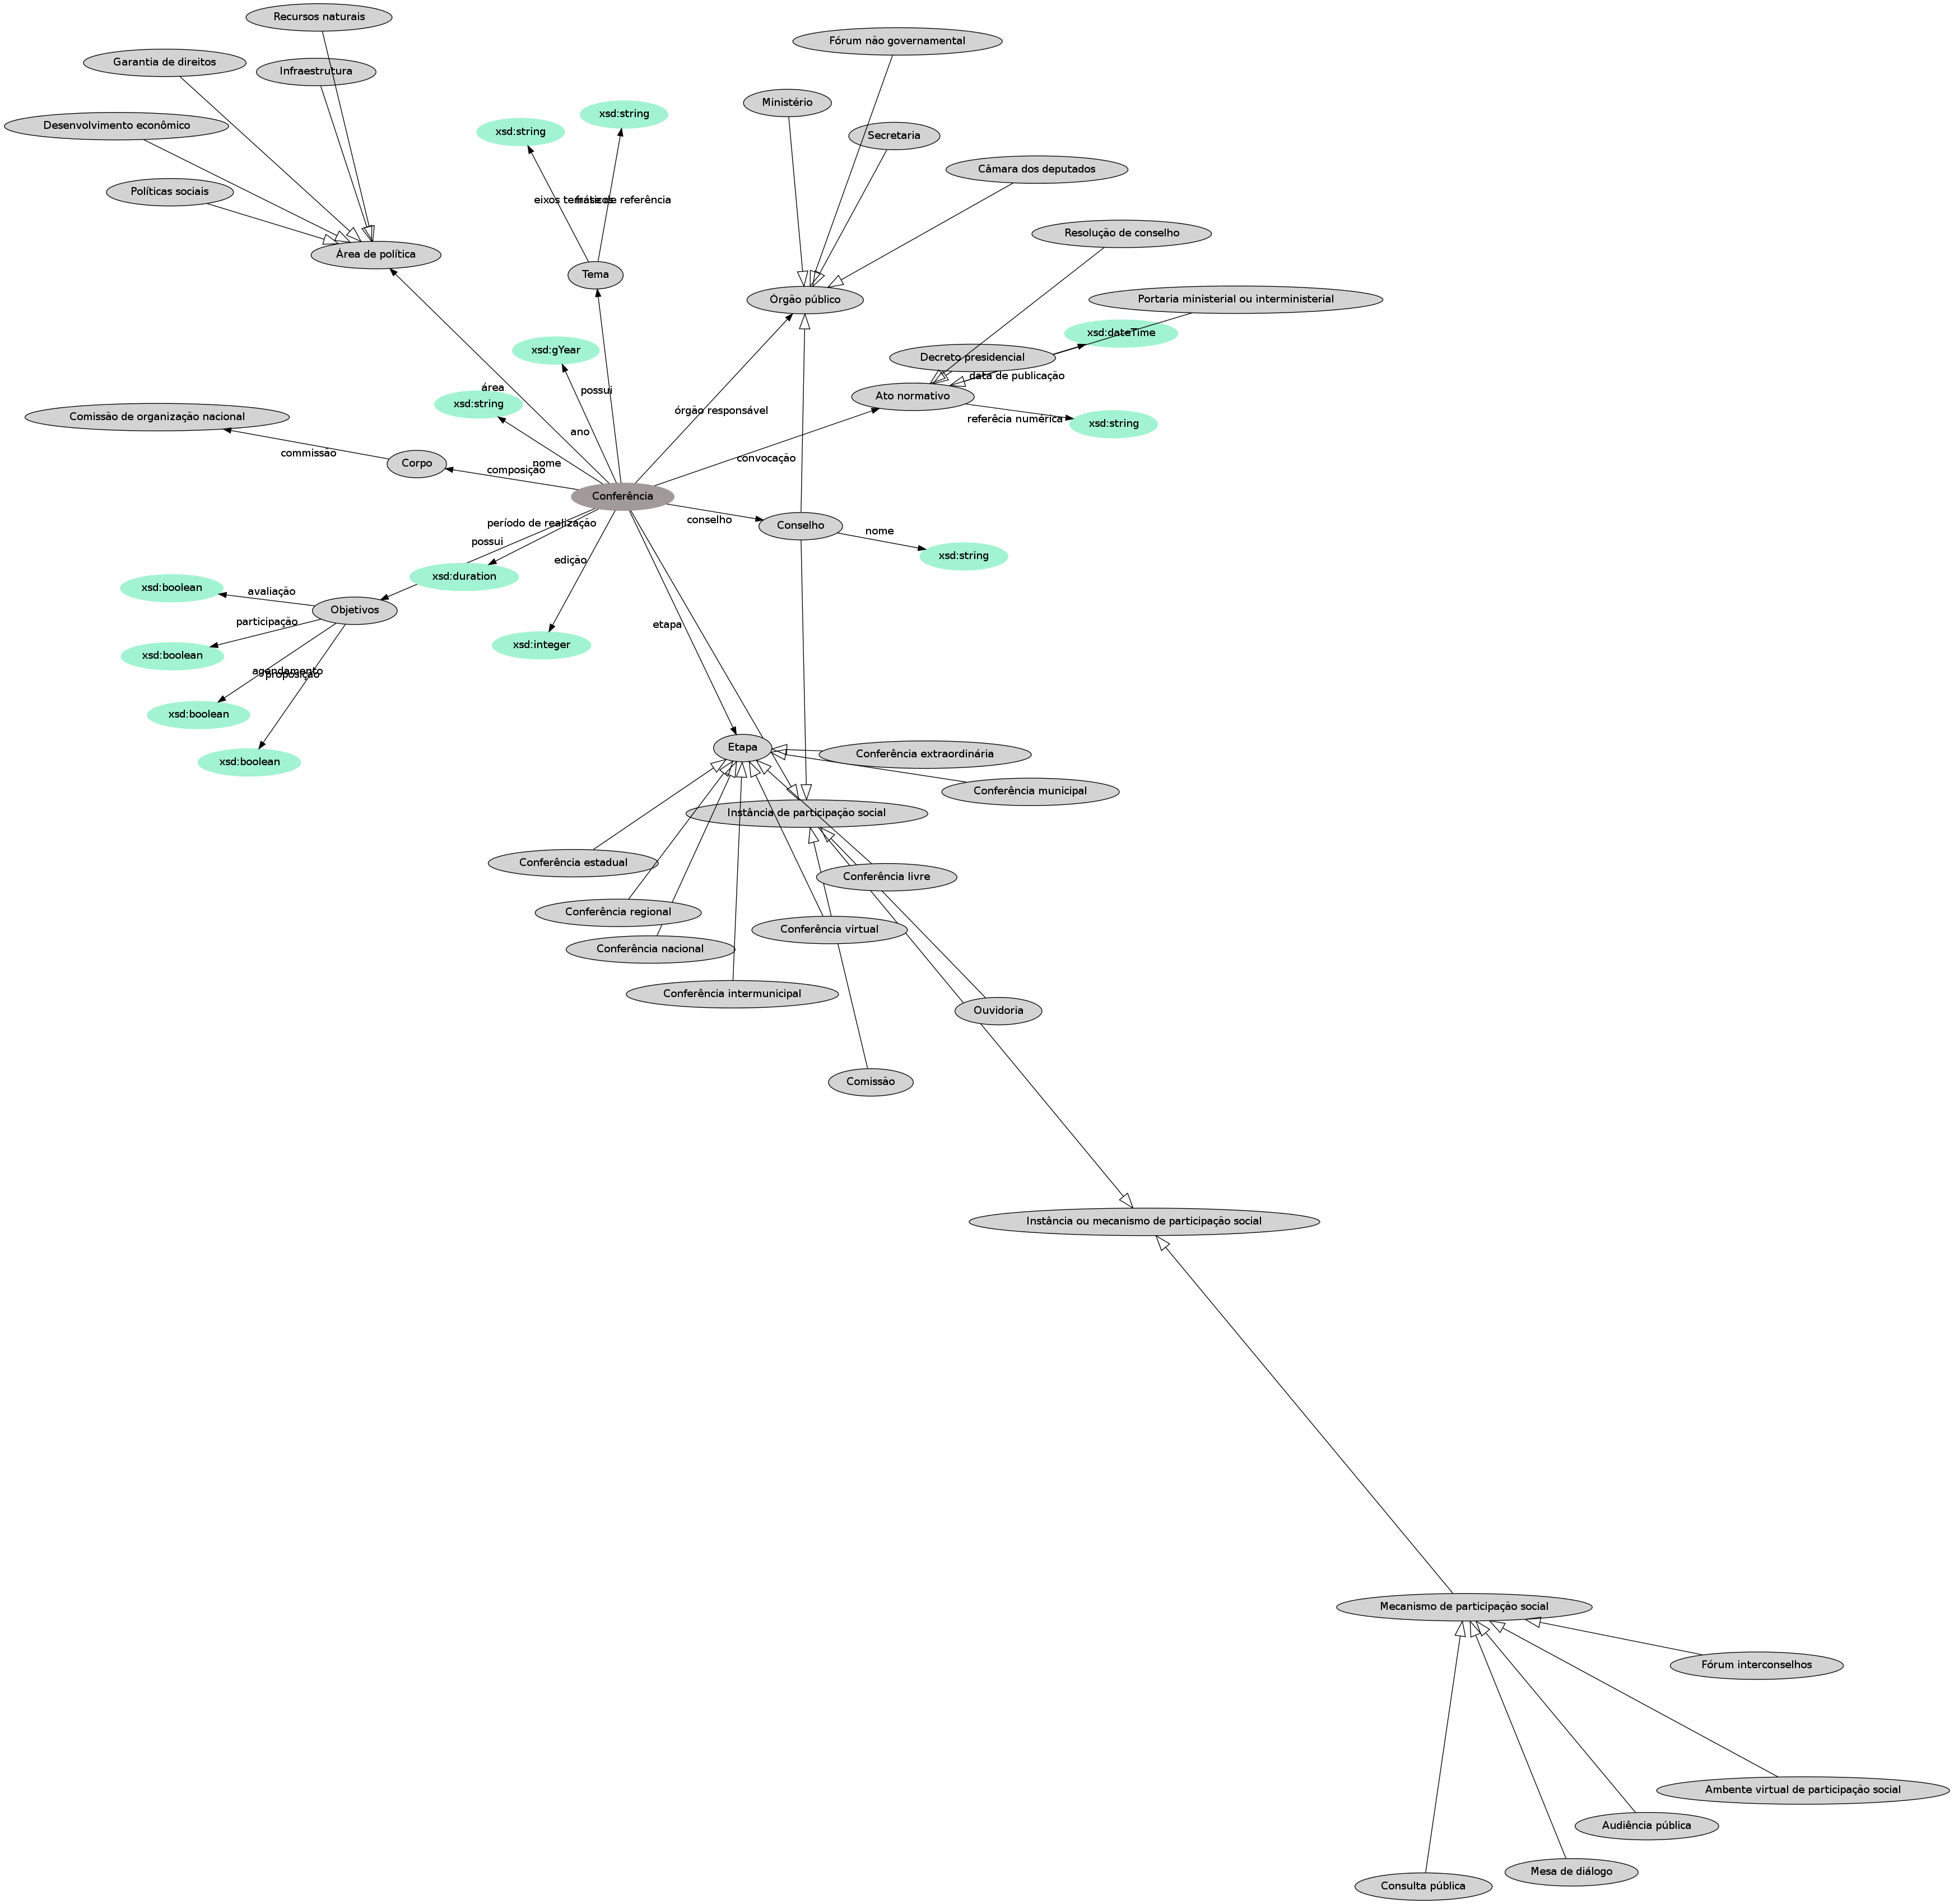 Recursos naturais
Fórum não governamental
Garantia de direitos
Infraestrutura
Ministério
xsd:string
Desenvolvimento econômico
xsd:string
Secretaria
Câmara dos deputados
Políticas sociais
eixos temáticos
frase de referência
Resolução de conselho
Área de política
Tema
Órgão público
Portaria ministerial ou interministerial
xsd:dateTime
xsd:gYear
Decreto presidencial
data de publicação
área
possui
xsd:string
Ato normativo
órgão responsável
Comissão de organização nacional
referêcia numérica
xsd:string
ano
commissão
convocação
Corpo
composição
nome
Conferência
conselho
período de realização
Conselho
nome
possui
xsd:string
edição
xsd:duration
xsd:boolean
avaliação
Objetivos
participação
etapa
xsd:integer
xsd:boolean
agendamento
proposição
xsd:boolean
Etapa
Conferência extraordinária
xsd:boolean
Conferência municipal
Instância de participação social
Conferência estadual
Conferência livre
Conferência regional
Conferência virtual
Conferência nacional
Conferência intermunicipal
Ouvidoria
Comissão
Instância ou mecanismo de participação social
Mecanismo de participação social
Fórum interconselhos
Ambente virtual de participação social
Audiência pública
Mesa de diálogo
Consulta pública